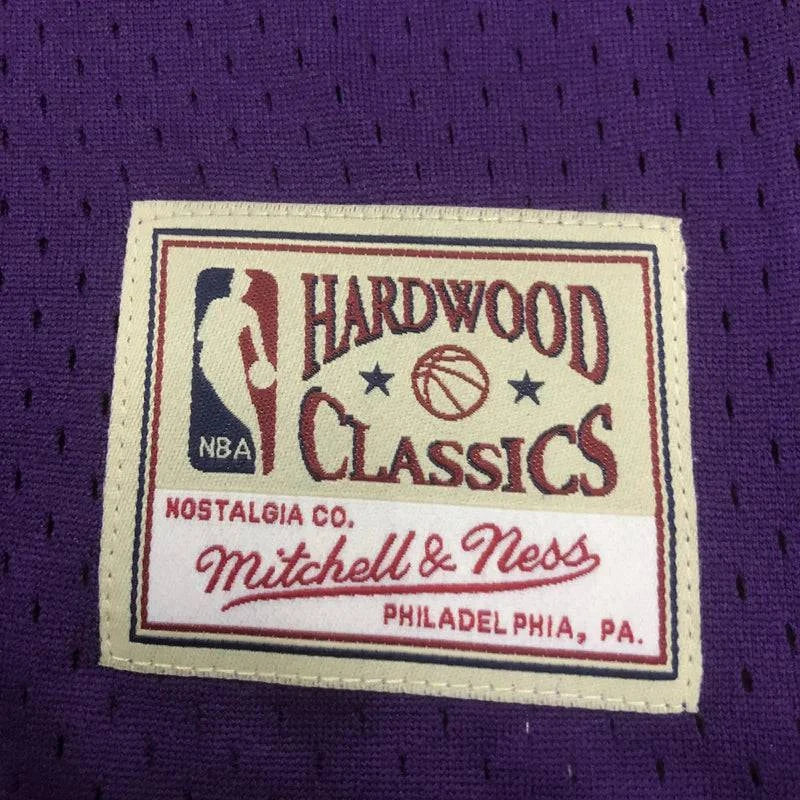 HARDWOOD
CLASSICS
NBA
NOSTALGIA CO.
Mitchell & Ness
PHILADELPHIA, PA.